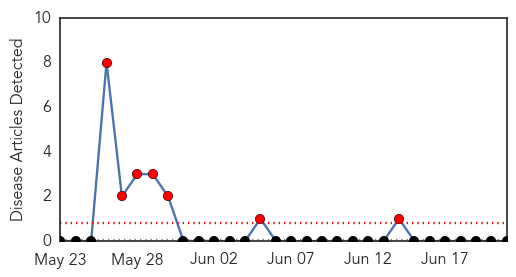 Disease Articles Detected
10
8
6
4
2
0
May 23
May 28
Jun 02
Jun 07
Jun 12
Jun 17